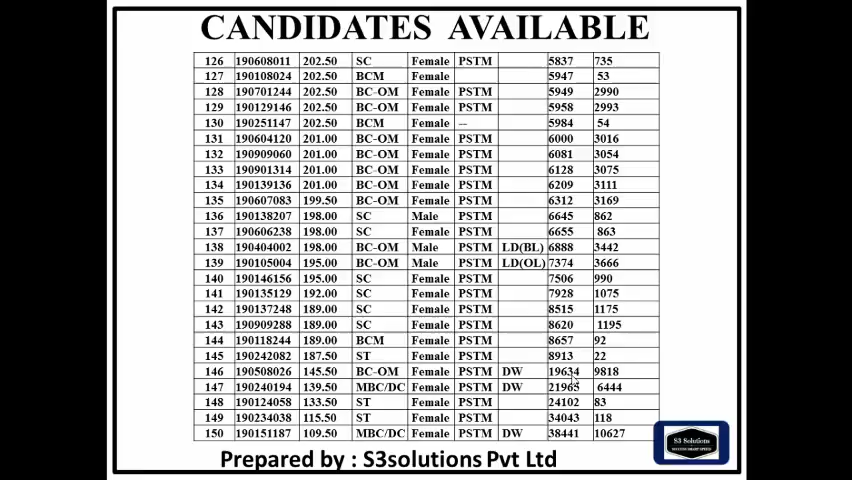 CANDIDATES AVAILABLE
126 190608011 202.50 SC Female PSTM 5837 735
127 190108024 202.50 BCM Female 5947 53
128 190701244 202.50 BC-OM Female PSTM 5949 2990
129 190129146 202.50 BC-OM Female PSTM 5958 2993
130 190251147 202.50 BCM Female -- 5984 54
131 190604120 201.00 BC-OM Female PSTM 6000 3016
132 190909060 201.00 BC-OM Female PSTM 6081 3054
133 190901314 201.00 BC-OM Female PSTM 6128 3075
134 190139136 201.00 BC-OM Female PSTM 6209 3111
135 190607083 199.50 BC-OM Female PSTM 6312 3169
136 190138207 198.00 SC Male PSTM 6645 862
137 190606238 198.00 SC Female PSTM 6655 863
138 190404002 198.00 BC-OM Male PSTM LD(BL) 6888 3442
139 190105004 195.00 BC-OM Male PSTM LD(OL) 7374 3666
140 190146156 195.00 SC Female PSTM 7506 990
141 190135129 192.00 SC Female PSTM 7928 1075
142 190137248 189.00 SC Female PSTM 8515 1175
143 190909288 189.00 SC Female PSTM 8620 1195
144 190118244 189.00 BCM Female PSTM 8657 92
145 190242082 187.50 ST Female PSTM 8913 22
146 190508026 145.50 BC-OM Female PSTM DW 19634 9818
147 190240194 139.50 MBC/DC Female PSTM DW 21965 6444
148 190124058 133.50 ST Female PSTM 24102 83
149 190234038 115.50 ST Female PSTM 34043 118
150 190151187 109.50 MBC/DC Female PSTM DW 38441 10627
S3 Solutions
Prepared by : S3solutions Pvt Ltd